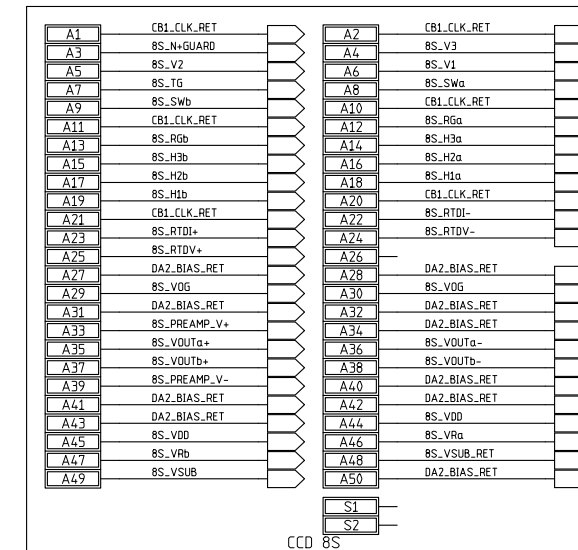 A1 CB1_CLK_RET A2 CB1_CLK_RET
A3 8S_N+GUARD A4 8S_V3
A5 8S_V2 A6 8S_V1
A7 8S_TG A8 8S_SWa
A9 8S_SWb A10 CB1_CLK_RET
A11 CB1_CLK_RET A12 8S_RGa
A13 8S_RGb A14 8S_H3a
A15 8S_H3b A16 8S_H2a
A17 8S_H2b A18 8S_H1a
A19 8S_H1b A20 CB1_CLK_RET
A21 CB1_CLK_RET A22 8S_RTDI-
A23 8S_RTDI+ A24 8S_RTDV-
A25 8S_RTDV+ A26
A27 DA2_BIAS_RET A28 DA2_BIAS_RET
A29 8S_VOG A30 8S_VOG
A31 DA2_BIAS_RET A32 DA2_BIAS_RET
A33 8S_PREAMP_V+ A34 DA2_BIAS_RET
A35 8S_VOUTa+ A36 8S_VOUTa-
A37 8S_VOUTb+ A38 8S_VOUTb-
A39 8S_PREAMP_V- A40 DA2_BIAS_RET
A41 DA2_BIAS_RET A42 DA2_BIAS_RET
A43 DA2_BIAS_RET A44 8S_VDD
A45 8S_VDD A46 8S_VRa
A47 8S_VRb A48 8S_VSUB_RET
A49 8S_VSUB A50 DA2_BIAS_RET
S1
S2
CCD 8S